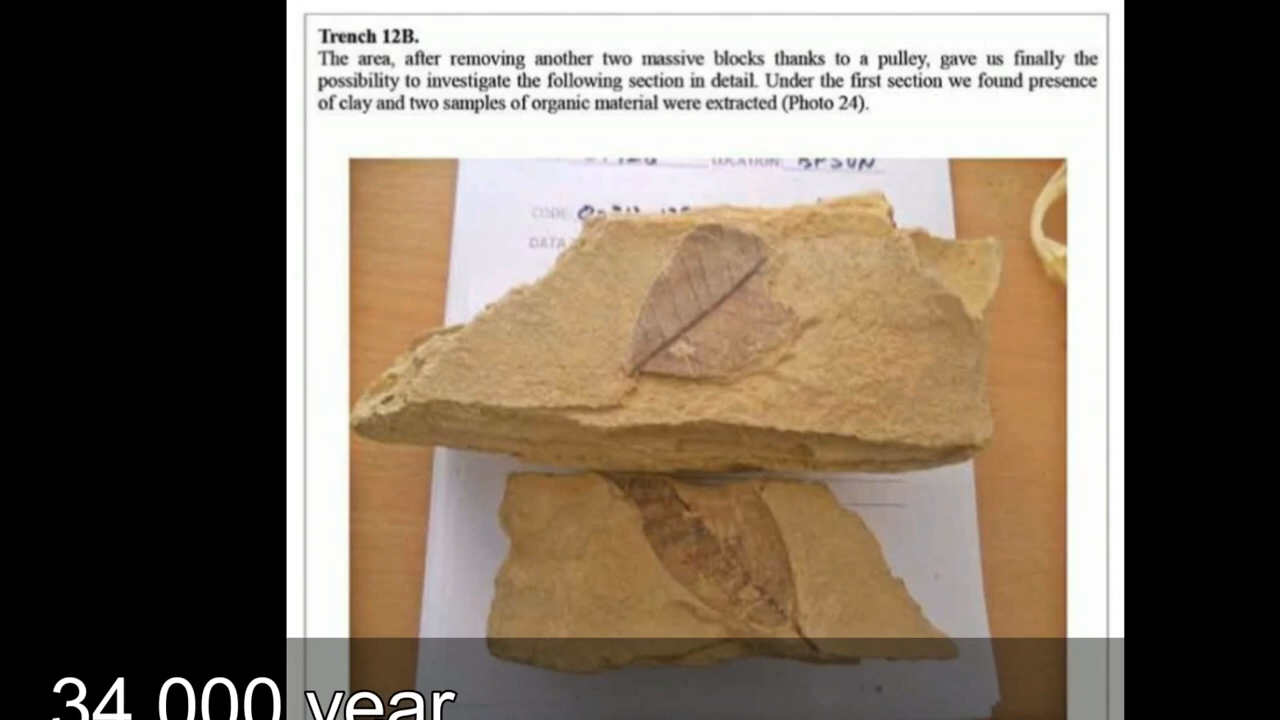 Trench 12B.
The area, after removing another two massive blocks thanks to a pulley, gave us finally the
possibility to investigate the following section in detail. Under the first section we found presence
of clay and two samples of organic material were extracted (Photo 24).
LOCATION: BPSUN
CODE
DATA
34 000 year